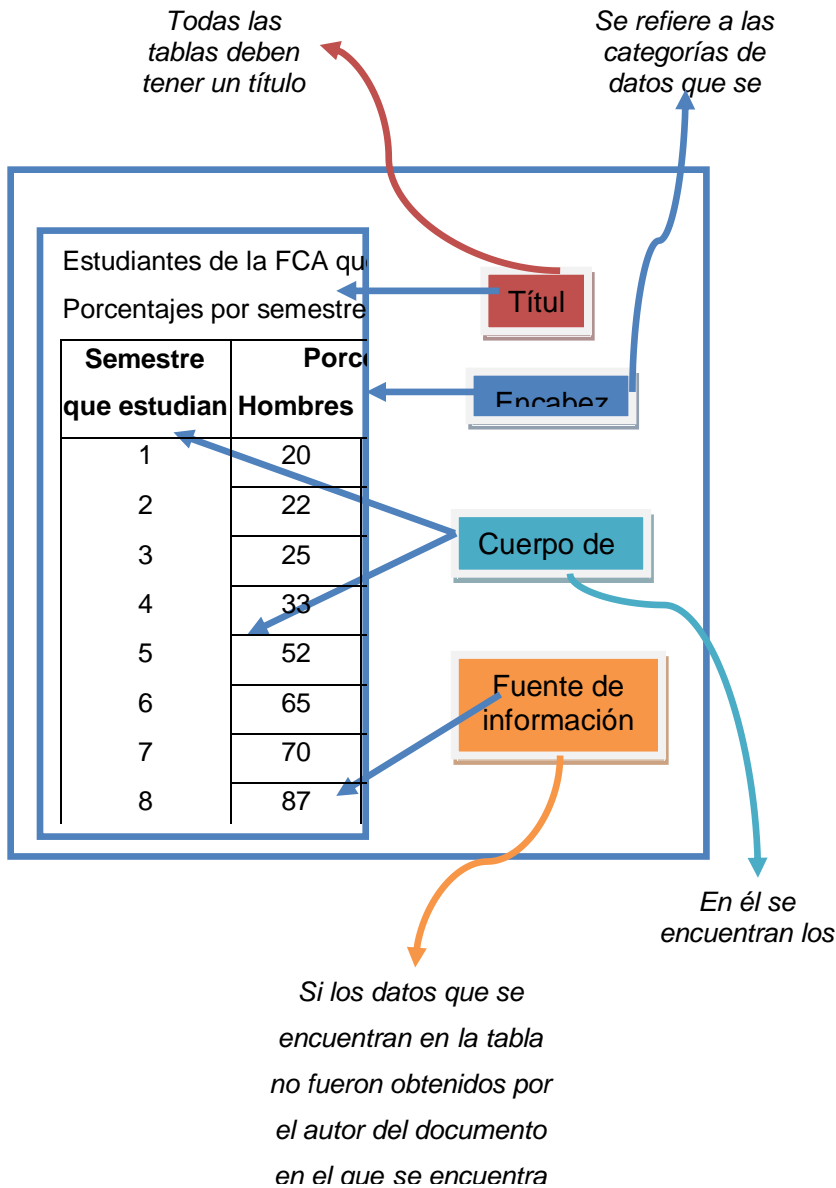 Todas las
tablas deben
tener un título
Se refiere a las
categorías de
datos que se
Estudiantes de la FCA qu
Porcentajes por semestre
Semestre
que estudian
Porce
Hombres
1 20
2 22
3 25
4 33
5 52
6 65
7 70
8 87
Títul
Encabez
Cuerpo de
Fuente de
información
En él se
encuentran los
Si los datos que se
encuentran en la tabla
no fueron obtenidos por
el autor del documento
en el que se encuentra